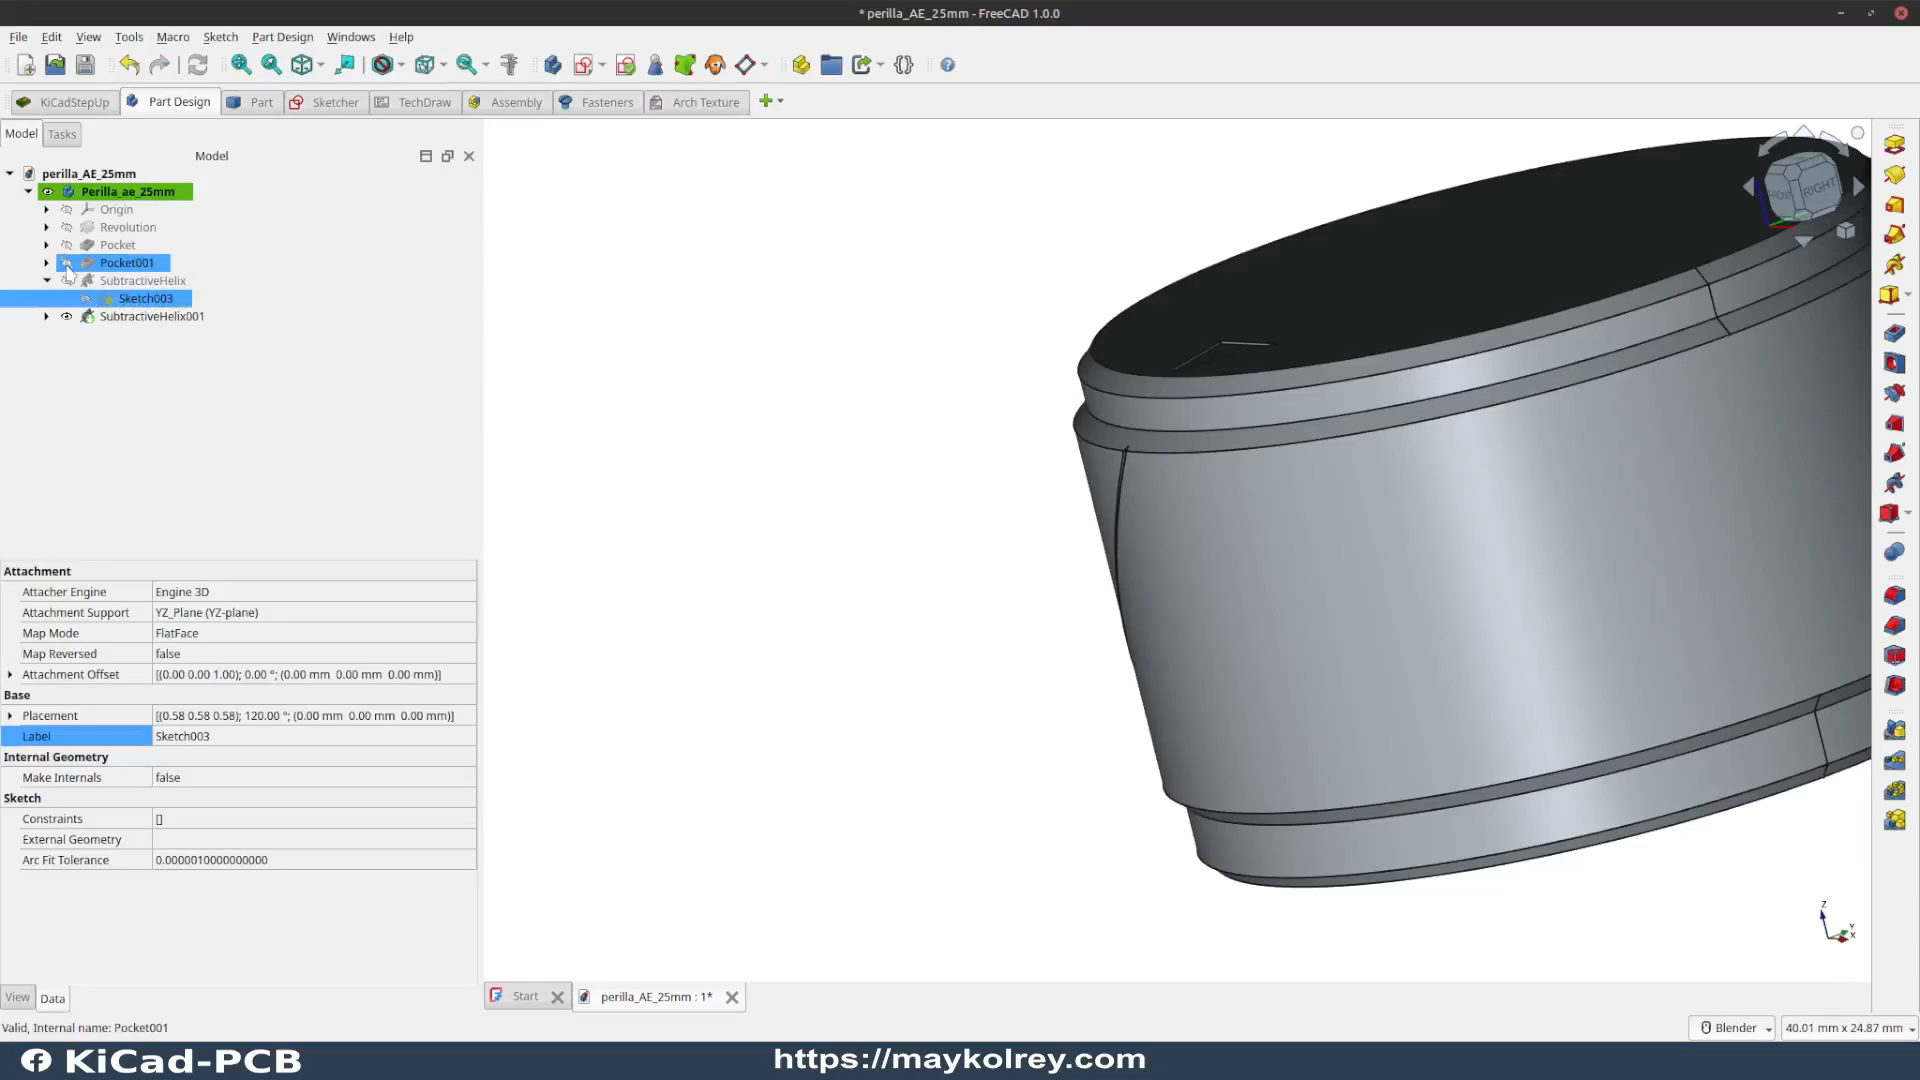 * perilla_AE_25mm - FreeCAD 1.0.0
File Edit View Tools Macro Sketch Part Design Windows Help
KiCadStepUp Part Design Part Sketcher TechDraw Assembly Fasteners Arch Texture
Model Tasks
Model
perilla_AE_25mm
Perilla_ae_25mm
Origin
Revolution
Pocket
Pocket001
SubtractiveHelix
Sketch003
SubtractiveHelix001
FRONT RIGHT
Attachment
Attacher Engine Engine 3D
Attachment Support YZ_Plane (YZ-plane)
Map Mode FlatFace
Map Reversed false
Attachment Offset [(0.00 0.00 1.00); 0.00 °; (0.00 mm 0.00 mm 0.00 mm)]
Base
Placement [(0.58 0.58 0.58); 120.00 °; (0.00 mm 0.00 mm 0.00 mm)]
Label Sketch003
Internal Geometry
Make Internals false
Sketch
Constraints []
External Geometry
Arc Fit Tolerance 0.0000010000000000
Z
Y
X
View Data
Start perilla_AE_25mm : 1*
Valid, Internal name: Pocket001
Blender 40.01 mm x 24.87 mm
KiCad-PCB https://maykolrey.com